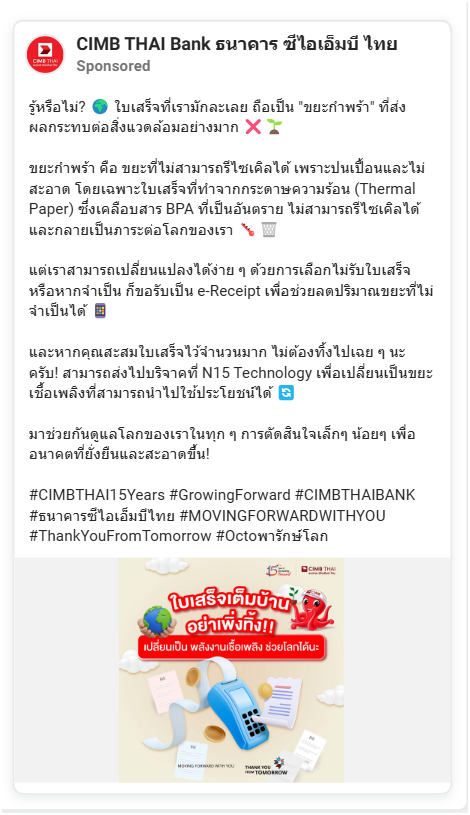 CIMB THAI Bank ธนาคาร ซีไอเอ็มบี ไทย
Sponsored
รู้หรือไม่? 🌍 ใบเสร็จที่เรามักละเลย ถือเป็น "ขยะกำพร้า" ที่ส่ง
ผลกระทบต่อสิ่งแวดล้อมอย่างมาก ❌ 🌱
ขยะกำพร้า คือ ขยะที่ไม่สามารถรีไซเคิลได้ เพราะปนเปื้อนและไม่
สะอาด โดยเฉพาะใบเสร็จที่ทำจากกระดาษความร้อน (Thermal
Paper) ซึ่งเคลือบสาร BPA ที่เป็นอันตราย ไม่สามารถรีไซเคิลได้
และกลายเป็นภาระต่อโลกของเรา 🌡️ 🗑️
แต่เราสามารถเปลี่ยนแปลงได้ง่าย ๆ ด้วยการเลือกไม่รับใบเสร็จ
หรือหากจำเป็น ก็ขอรับเป็น e-Receipt เพื่อช่วยลดปริมาณขยะที่ไม่
จำเป็นได้ 📱
และหากคุณสะสมใบเสร็จไว้จำนวนมาก ไม่ต้องทิ้งไปเฉย ๆ นะ
ครับ! สามารถส่งไปบริจาคที่ N15 Technology เพื่อเปลี่ยนเป็นขยะ
เชื้อเพลิงที่สามารถนำไปใช้ประโยชน์ได้ 🔄
มาช่วยกันดูแลโลกของเราในทุก ๆ การตัดสินใจเล็กๆ น้อยๆ เพื่อ
อนาคตที่ยั่งยืนและสะอาดขึ้น!
#CIMBTHAI15Years #GrowingForward #CIMBTHAIBANK
#ธนาคารซีไอเอ็มบีไทย #MOVINGFORWARDWITHYOU
#ThankYouFromTomorrow #Octoพารักษ์โลก
CIMB THAI
ใบเสร็จเต็มบ้าน
อย่าเพิ่งทิ้ง!!
เปลี่ยนเป็น พลังงานเชื้อเพลิง ช่วยโลกได้นะ
MOVING FORWARD WITH YOU
THANK YOU
FROM TOMORROW